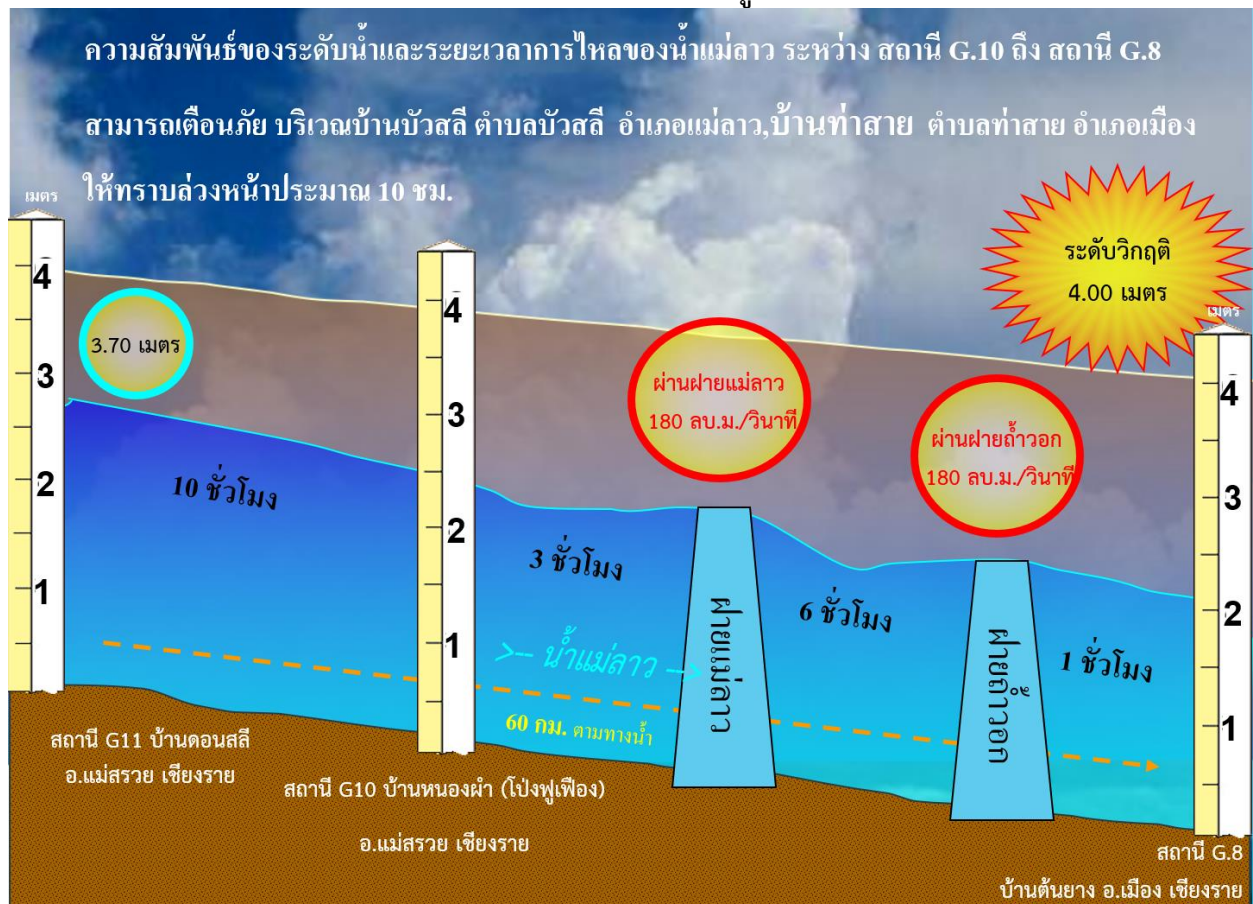 ความสัมพันธ์ของระดับน้ำและระยะเวลาการไหลของน้ำแม่ลาว ระหว่าง สถานี G.10 ถึง สถานี G.8
สามารถเตือนภัย บริเวณบ้านบัวสลี ตำบลบัวสลี อำเภอแม่ลาว,บ้านท่าสาย ตำบลท่าสาย อำเภอเมือง
ให้ทราบล่วงหน้าประมาณ 10 ชม.
เมตร
4
3
2
1
3.70 เมตร
10 ชั่วโมง
4
3
2
1
3 ชั่วโมง
ผ่านฝายแม่ลาว
180 ลบ.ม./วินาที
ฝายแม่ลาว
>-- น้ำแม่ลาว -->
60 กม. ตามทางน้ำ
6 ชั่วโมง
ผ่านฝายถ้ำวอก
180 ลบ.ม./วินาที
ฝายถ้ำวอก
1 ชั่วโมง
ระดับวิกฤติ
4.00 เมตร
เมตร
4
3
2
1
สถานี G11 บ้านดอนสลี
อ.แม่สรวย เชียงราย
สถานี G10 บ้านหนองผำ (โป่งฟูเฟือง)
อ.แม่สรวย เชียงราย
สถานี G.8
บ้านต้นยาง อ.เมือง เชียงราย